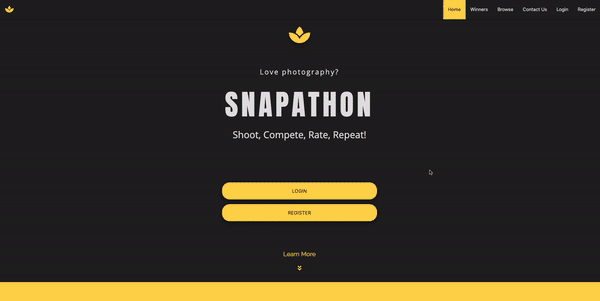 Home Winners Browse Contact Us Login Register
Love photography?
SNAPATHON
Shoot, Compete, Rate, Repeat!
LOGIN
REGISTER
Learn More